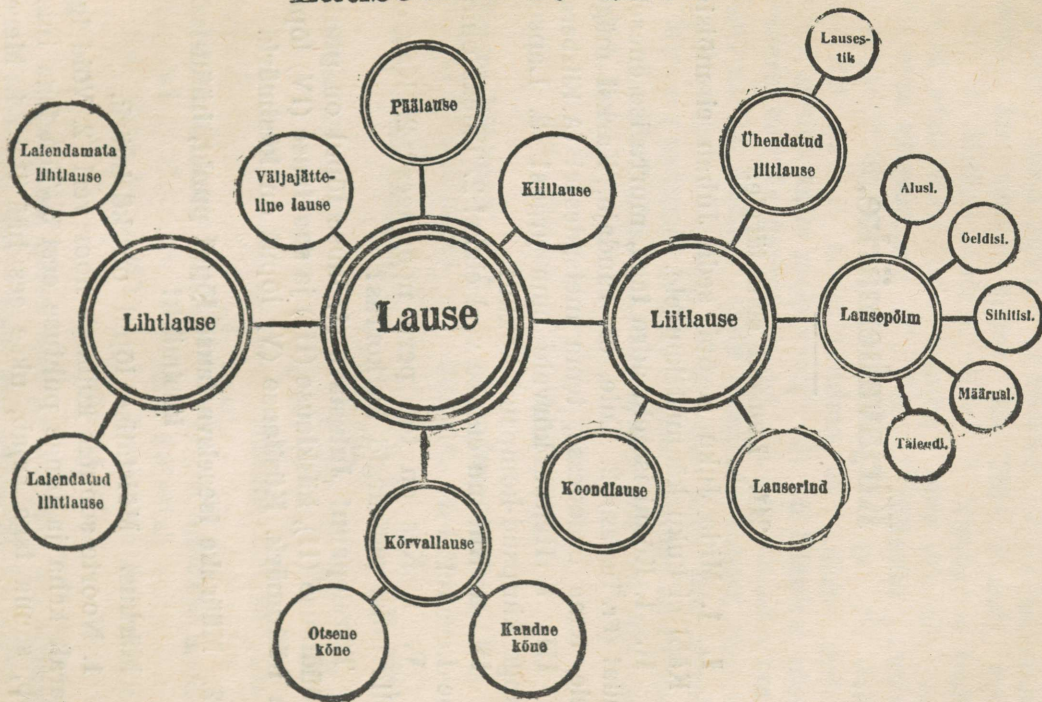 Lauses-
tik
Päälause
Ühendatud
liitlause
Laiendamata
lihtlause
Väljajätte-
line lause
Kiillause
Alusl.
Öeldisl.
Lihtlause
Lause
Liitlause
Lausepõim
Sihitisl.
Määrusl.
Täiendl.
Laiendatud
lihtlause
Koondlause
Lauserind
Kõrvallause
Otsene
kõne
Kaudne
kõne